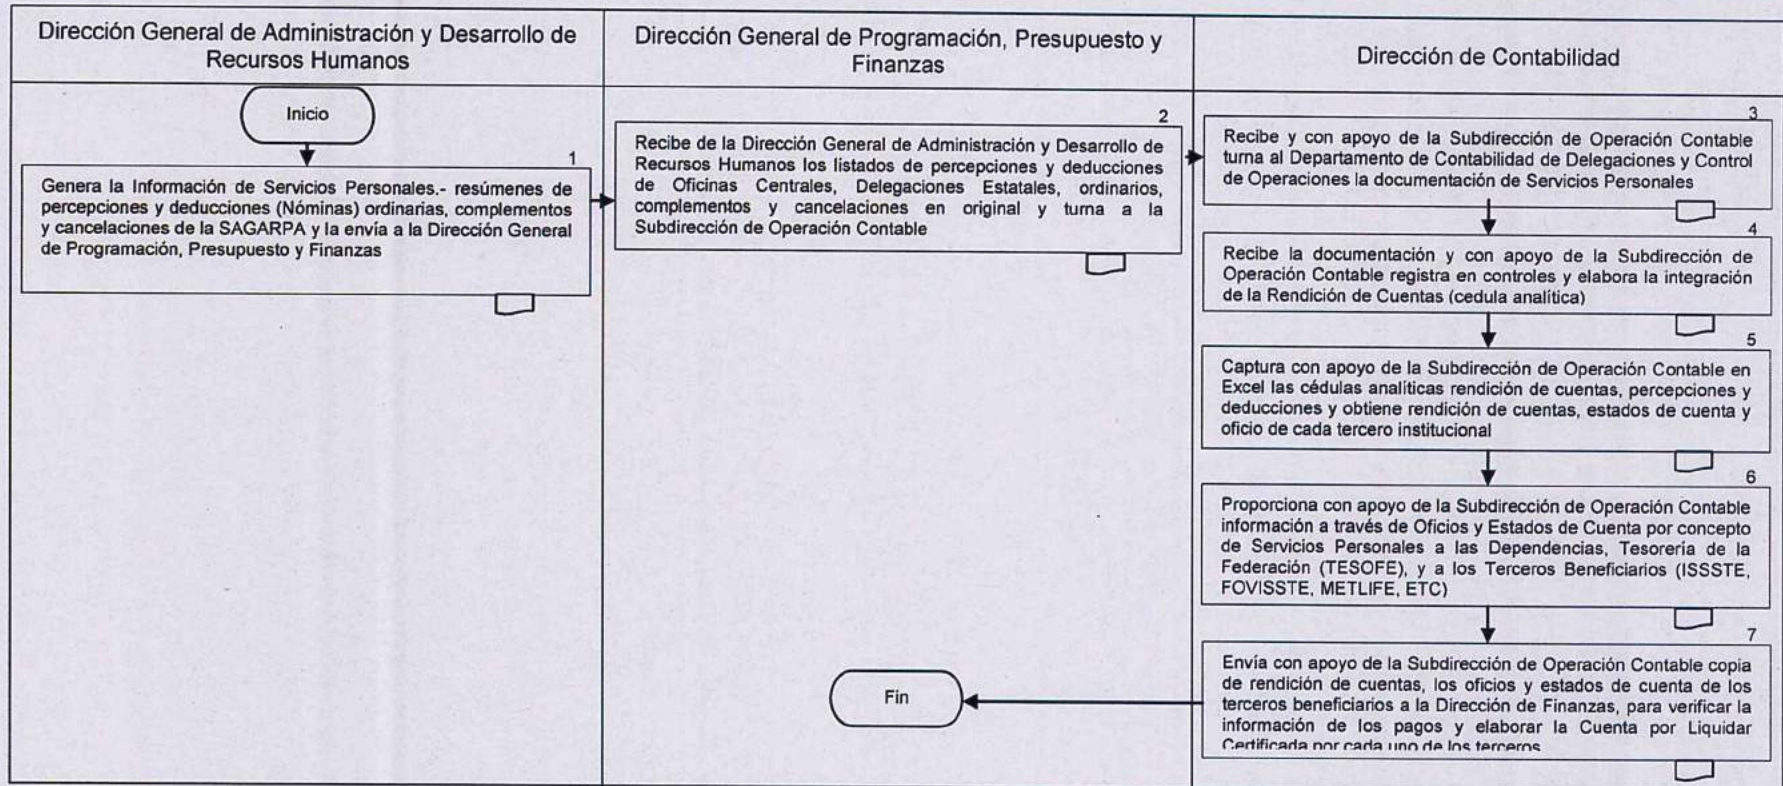 Dirección General de Administración y Desarrollo de
Recursos Humanos
Inicio
1
Genera la Información de Servicios Personales.- resúmenes de
percepciones y deducciones (Nóminas) ordinarias, complementos
y cancelaciones de la SAGARPA y la envía a la Dirección General
de Programación, Presupuesto y Finanzas
Dirección General de Programación, Presupuesto y
Finanzas
2
Recibe de la Dirección General de Administración y Desarrollo de
Recursos Humanos los listados de percepciones y deducciones
de Oficinas Centrales, Delegaciones Estatales, ordinarios,
complementos y cancelaciones en original y turna a la
Subdirección de Operación Contable
Dirección de Contabilidad
3
Recibe y con apoyo de la Subdirección de Operación Contable
turna al Departamento de Contabilidad de Delegaciones y Control
de Operaciones la documentación de Servicios Personales
4
Recibe la documentación y con apoyo de la Subdirección de
Operación Contable registra en controles y elabora la integración
de la Rendición de Cuentas (cedula analítica)
5
Captura con apoyo de la Subdirección de Operación Contable en
Excel las cédulas analíticas rendición de cuentas, percepciones y
deducciones y obtiene rendición de cuentas, estados de cuenta y
oficio de cada tercero institucional
6
Proporciona con apoyo de la Subdirección de Operación Contable
información a través de Oficios y Estados de Cuenta por concepto
de Servicios Personales a las Dependencias, Tesorería de la
Federación (TESOFE), y a los Terceros Beneficiarios (ISSSTE,
FOVISSTE, METLIFE, ETC)
7
Envía con apoyo de la Subdirección de Operación Contable copia
de rendición de cuentas, los oficios y estados de cuenta de los
terceros beneficiarios a la Dirección de Finanzas, para verificar la
información de los pagos y elaborar la Cuenta por Liquidar
Certificada por cada uno de los terceros
Fin